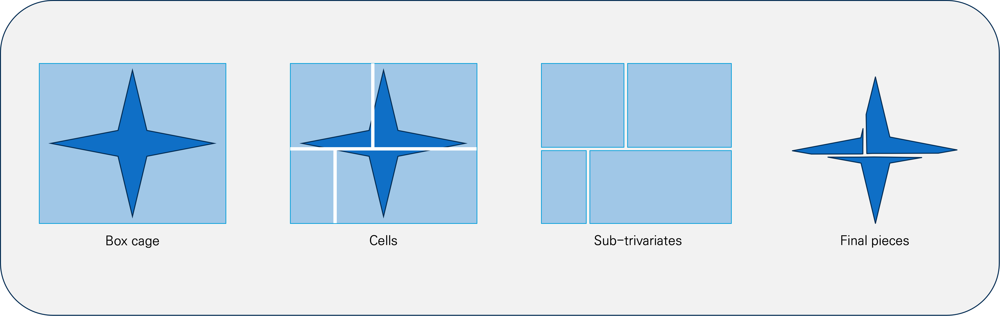 Box cage
Cells
Sub-trivariates
Final pieces